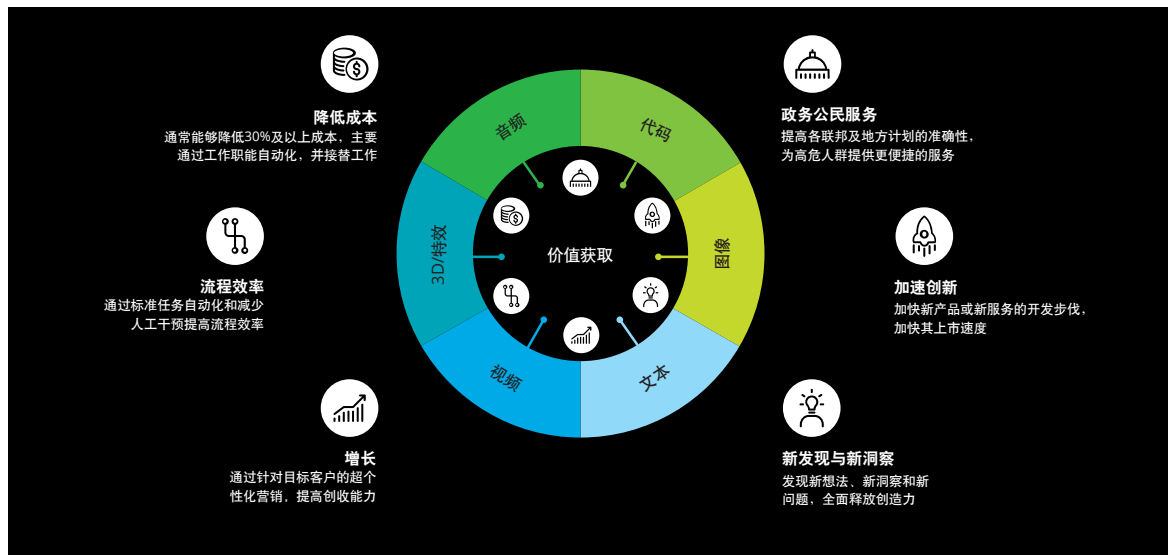 降低成本
通常能够降低30%及以上成本，主要
通过工作职能自动化，并接替工作
流程效率
通过标准任务自动化和减少
人工干预提高流程效率
增长
通过针对目标客户的超个
性化营销，提高创收能力
音频
代码
3D/特效
价值获取
图像
视频
文本
政务公民服务
提高各联邦及地方计划的准确性，
为高危人群提供更便捷的服务
加速创新
加快新产品或新服务的开发步伐，
加快其上市速度
新发现与新洞察
发现新想法、新洞察和新
问题，全面释放创造力